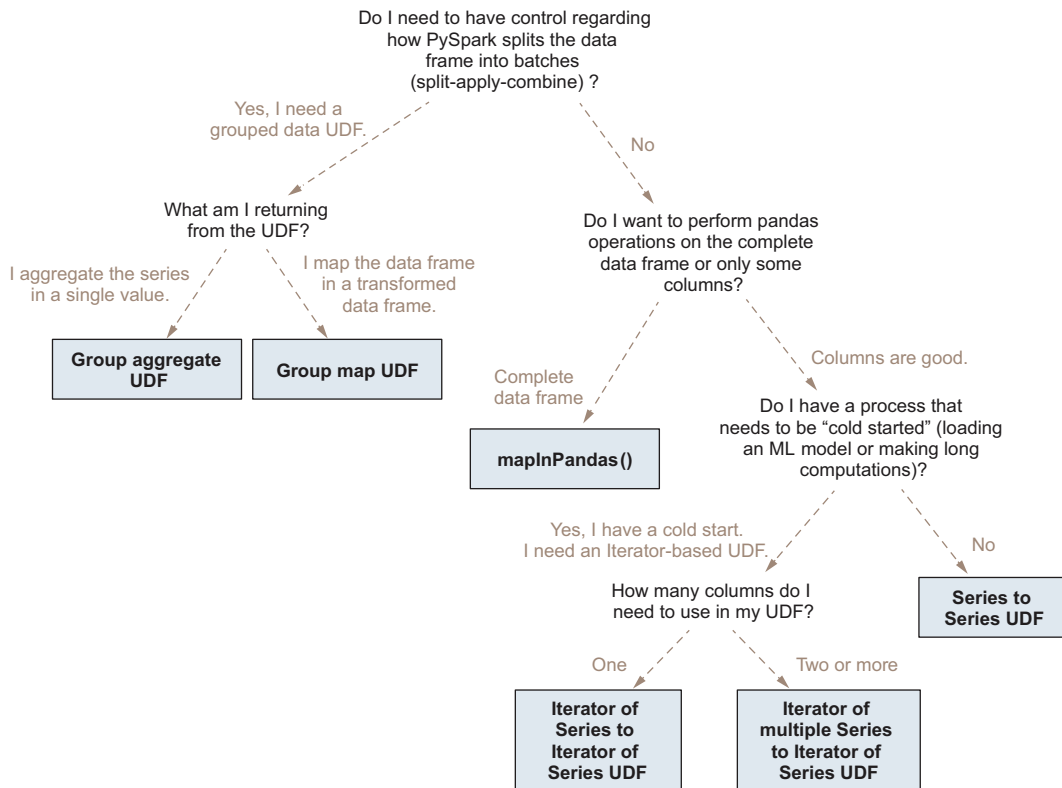 Do I need to have control regarding
how PySpark splits the data
frame into batches
(split-apply-combine) ?
Yes, I need a
grouped data UDF.
No
What am I returning
from the UDF?
Do I want to perform pandas
operations on the complete
data frame or only some
columns?
I aggregate the series
in a single value.
I map the data frame
in a transformed
data frame.
Group aggregate
UDF
Group map UDF
Complete
data frame
Columns are good.
mapInPandas()
Do I have a process that
needs to be “cold started” (loading
an ML model or making long
computations)?
Yes, I have a cold start.
I need an Iterator-based UDF.
No
How many columns do I
need to use in my UDF?
Series to
Series UDF
One
Two or more
Iterator of
Series to
Iterator of
Series UDF
Iterator of
multiple Series
to Iterator of
Series UDF